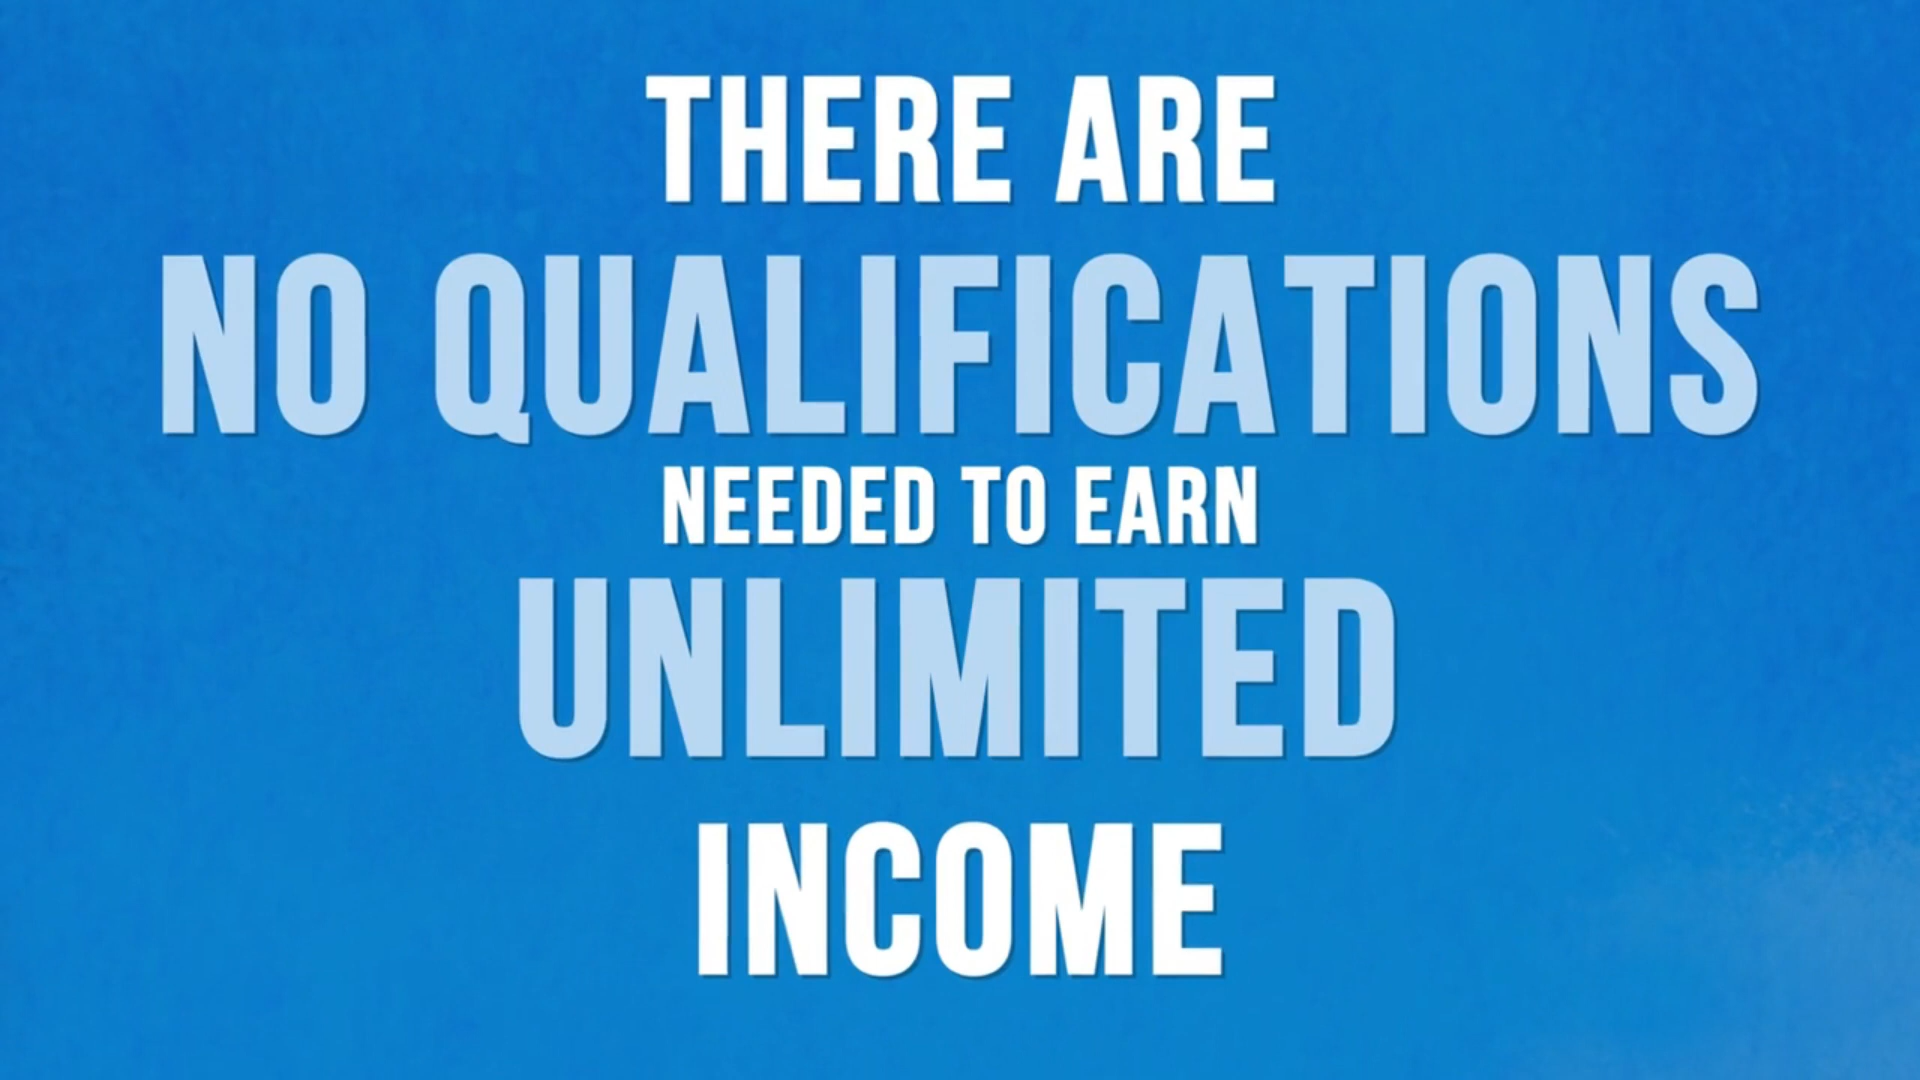 THERE ARE
NO QUALIFICATIONS
NEEDED TO EARN
UNLIMITED
INCOME